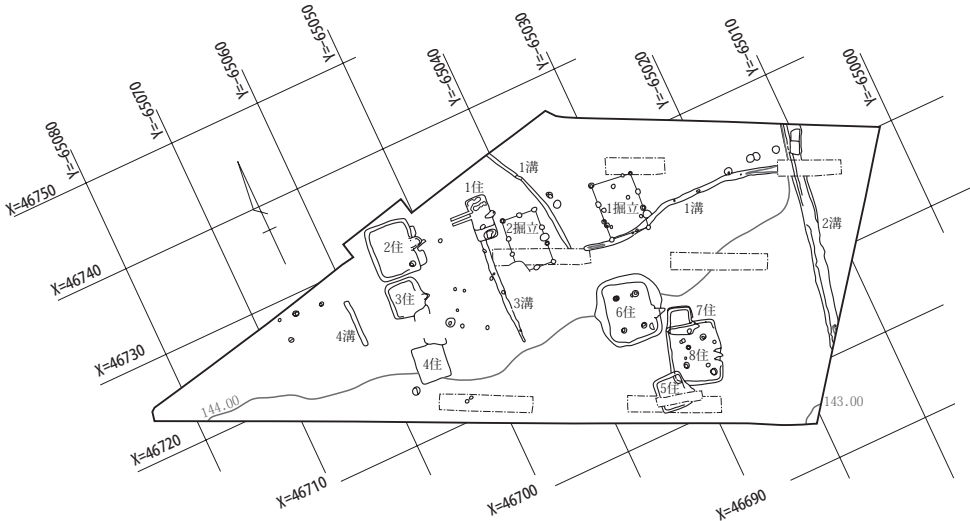 Y=-65080
Y=-65070
Y=-65060
Y=-65050
Y=-65040
Y=-65030
Y=-65020
Y=-65010
Y=-65000
X=46750
X=46740
X=46730
X=46720
X=46710
X=46700
X=46690
1溝
1住
2掘立
1掘立
1溝
2溝
2住
3住
3溝
4溝
4住
6住
7住
8住
5住
144.00
143.00